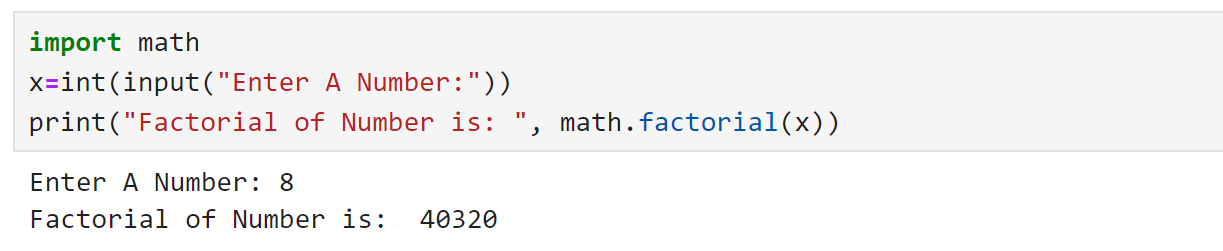 import math
x=int(input("Enter A Number:"))
print("Factorial of Number is: ", math.factorial(x))
Enter A Number: 8
Factorial of Number is:  40320